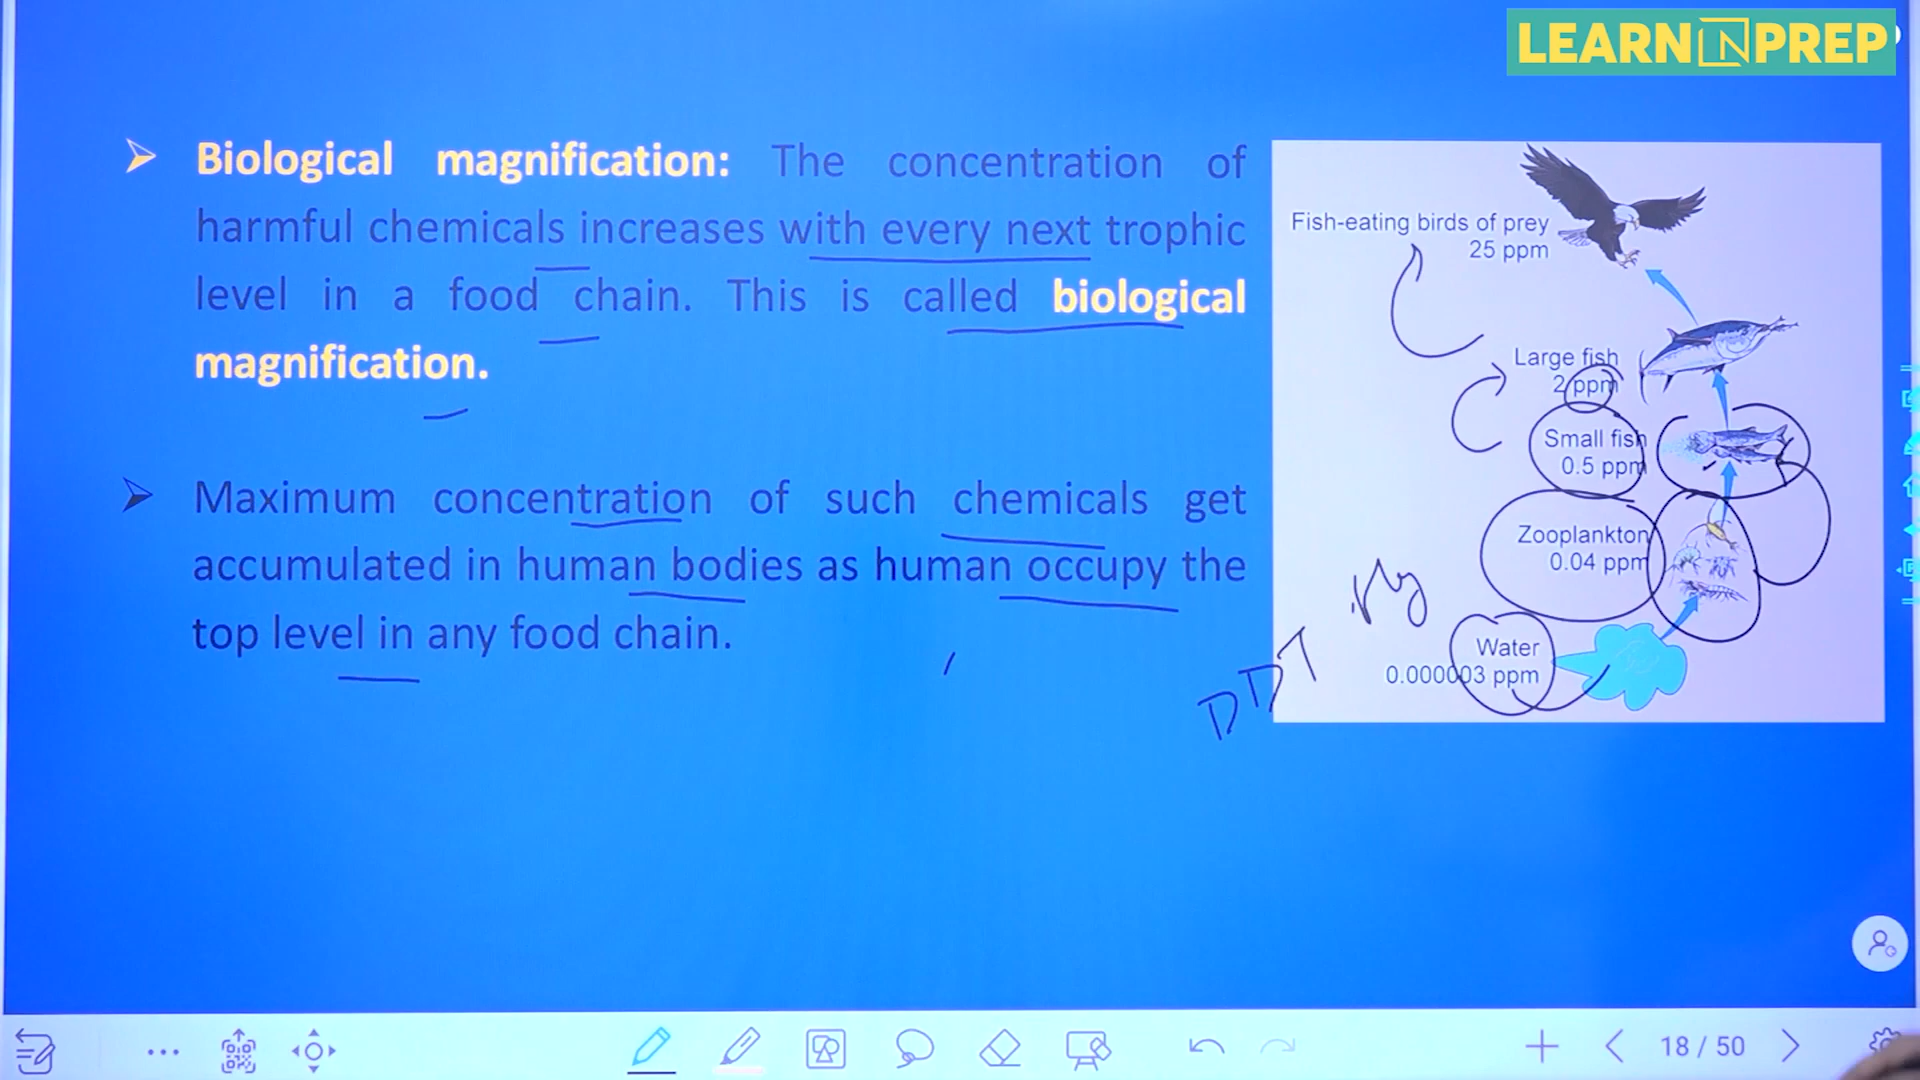 LEARN IN PREP
➢ Biological magnification: The concentration of
harmful chemicals increases with every next trophic
level in a food chain. This is called biological
magnification.
➢ Maximum concentration of such chemicals get
accumulated in human bodies as human occupy the
top level in any food chain.
Fish-eating birds of prey
25 ppm
Large fish
2 ppm
Small fish
0.5 ppm
Zooplankton
0.04 ppm
Water
0.000003 ppm
Hg
DDT
18 / 50